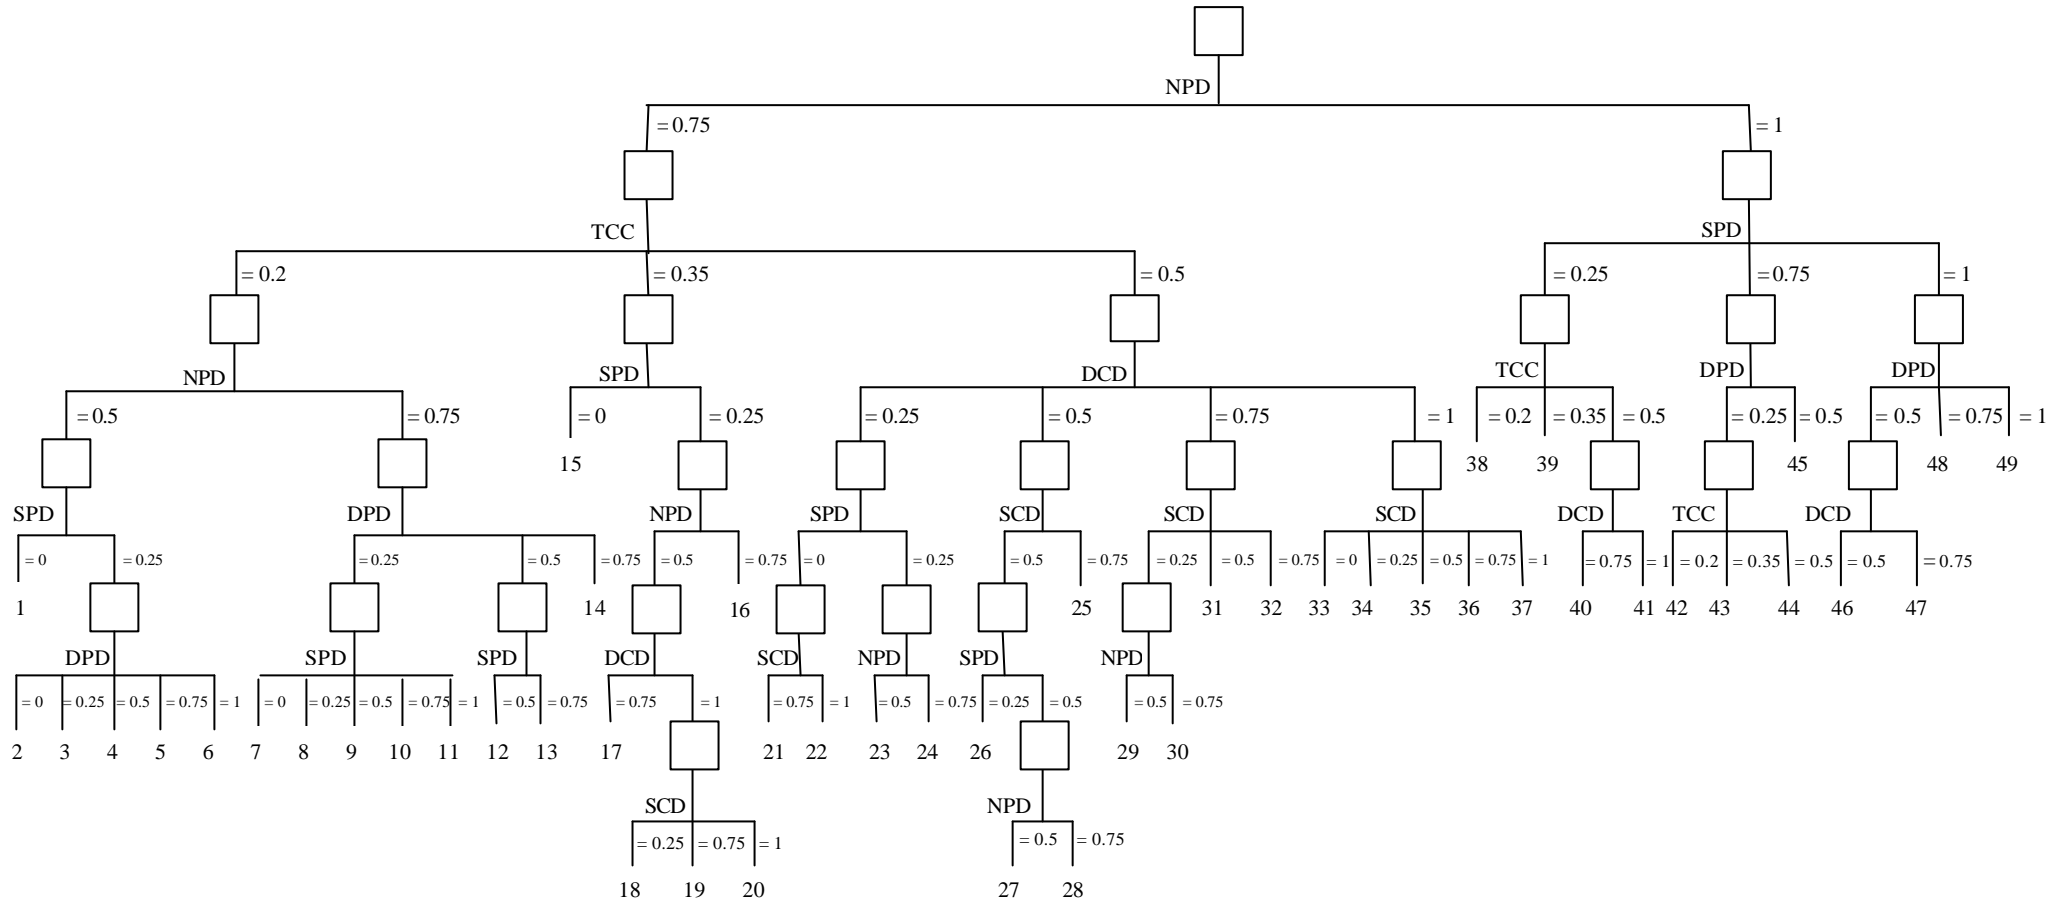 NPD
= 0.75 = 1
TCC SPD
= 0.2 = 0.35 = 0.5 = 0.25 = 0.75 = 1
NPD SPD DCD TCC DPD DPD
= 0.5 = 0.75 = 0 = 0.25 = 0.25 = 0.5 = 0.75 = 1 = 0.2 = 0.35 = 0.5 = 0.25 = 0.5 = 0.5 = 0.75 = 1
15 38 39 45 48 49
SPD DPD NPD SPD SCD SCD SCD DCD TCC DCD
= 0 = 0.25 = 0.25 = 0.5 = 0.75 = 0.5 = 0.75 = 0 = 0.25 = 0.5 = 0.75 = 0.25 = 0.5 = 0.75 = 0 = 0.25 = 0.5 = 0.75 = 1 = 0.75 = 1 = 0.2 = 0.35 = 0.5 = 0.5 = 0.75
1 14 16 25 31 32 33 34 35 36 37 40 41 42 43 44 46 47
DPD SPD SPD DCD SCD NPD SPD NPD
= 0 = 0.25 = 0.5 = 0.75 = 1 = 0 = 0.25 = 0.5 = 0.75 = 1 = 0.5 = 0.75 = 0.75 = 1 = 0.75 = 1 = 0.5 = 0.75 = 0.25 = 0.5 = 0.5 = 0.75
2 3 4 5 6 7 8 9 10 11 12 13 17 21 22 23 24 26 29 30
SCD NPD
= 0.25 = 0.75 = 1 = 0.5 = 0.75
18 19 20 27 28